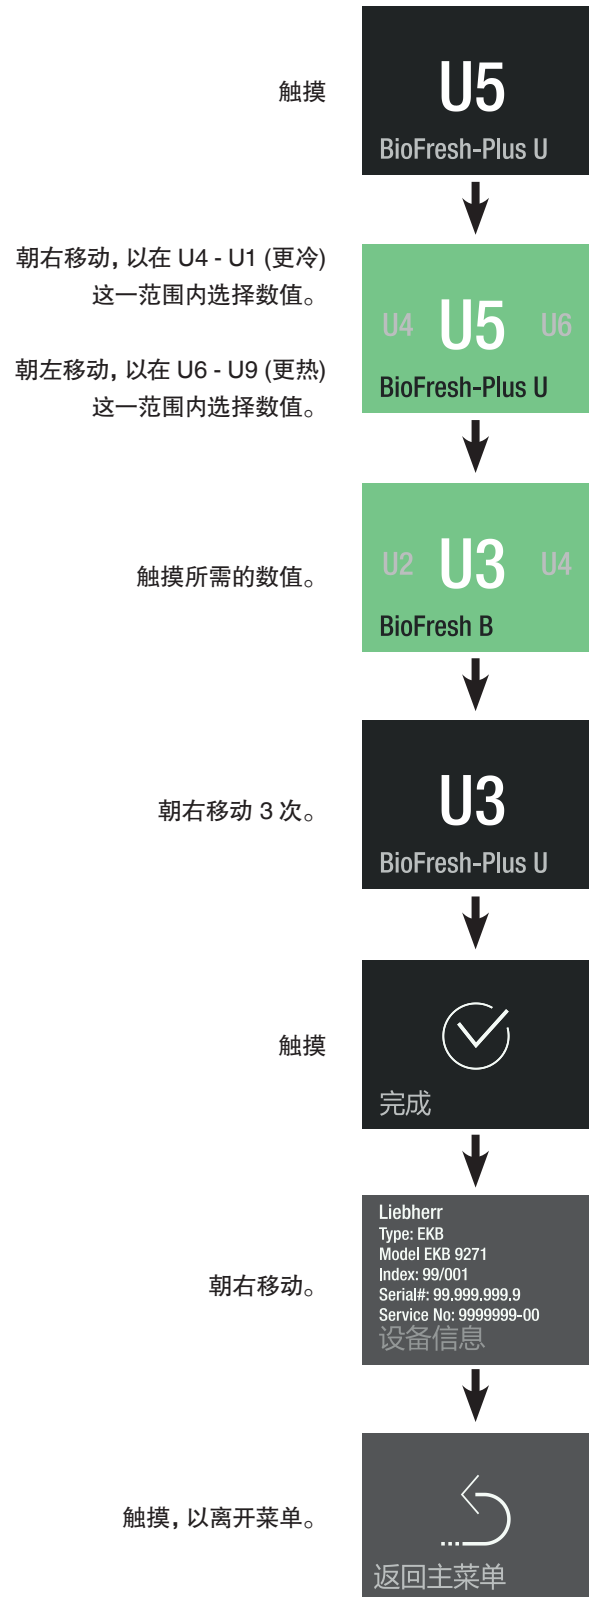 触摸
U5
BioFresh-Plus U
朝右移动，以在 U4 - U1 (更冷)
这一范围内选择数值。
朝左移动，以在 U6 - U9 (更热)
这一范围内选择数值。
U4 U5 U6
BioFresh-Plus U
触摸所需的数值。
U2 U3 U4
BioFresh B
朝右移动 3 次。
U3
BioFresh-Plus U
触摸
完成
朝右移动。
Liebherr
Type: EKB
Model EKB 9271
Index: 99/001
Serial#: 99.999.999.9
Service No: 9999999-00
设备信息
触摸，以离开菜单。
返回主菜单